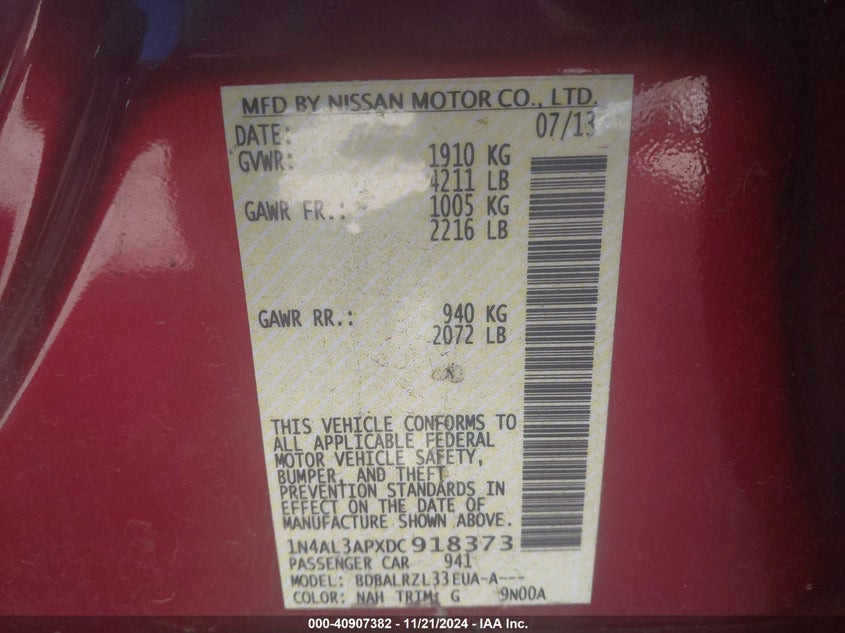 MFD BY NISSAN MOTOR CO., LTD.
DATE: 07/13
GVWR: 1910 KG
4211 LB
GAWR FR.: 1005 KG
2216 LB
GAWR RR.: 940 KG
2072 LB
THIS VEHICLE CONFORMS TO
ALL APPLICABLE FEDERAL
MOTOR VEHICLE SAFETY,
BUMPER, AND THEFT
PREVENTION STANDARDS IN
EFFECT ON THE DATE OF
MANUFACTURE SHOWN ABOVE.
1N4AL3APXDC918373
PASSENGER CAR 941
MODEL: BDBALRZL33EUA-A---
COLOR: NAH TRIM: G 9N00A
000-40907382 - 11/21/2024 - IAA Inc.